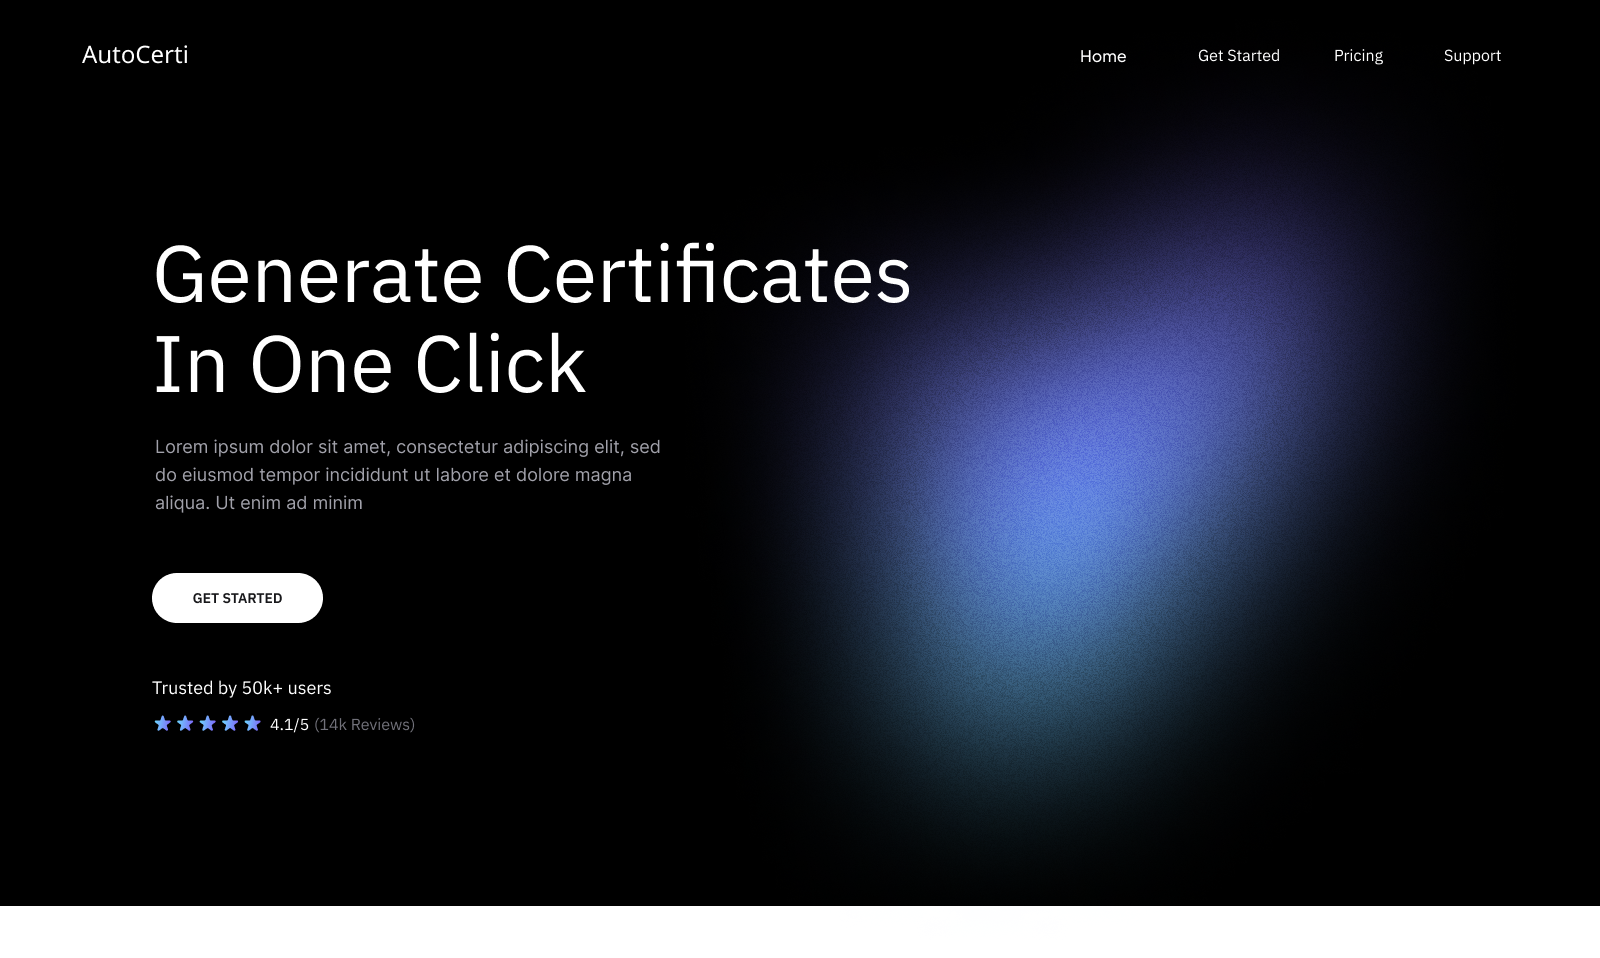 AutoCerti
Home Get Started Pricing Support
Generate Certificates
In One Click
Lorem ipsum dolor sit amet, consectetur adipiscing elit, sed
do eiusmod tempor incididunt ut labore et dolore magna
aliqua. Ut enim ad minim
GET STARTED
Trusted by 50k+ users
4.1/5 (14k Reviews)